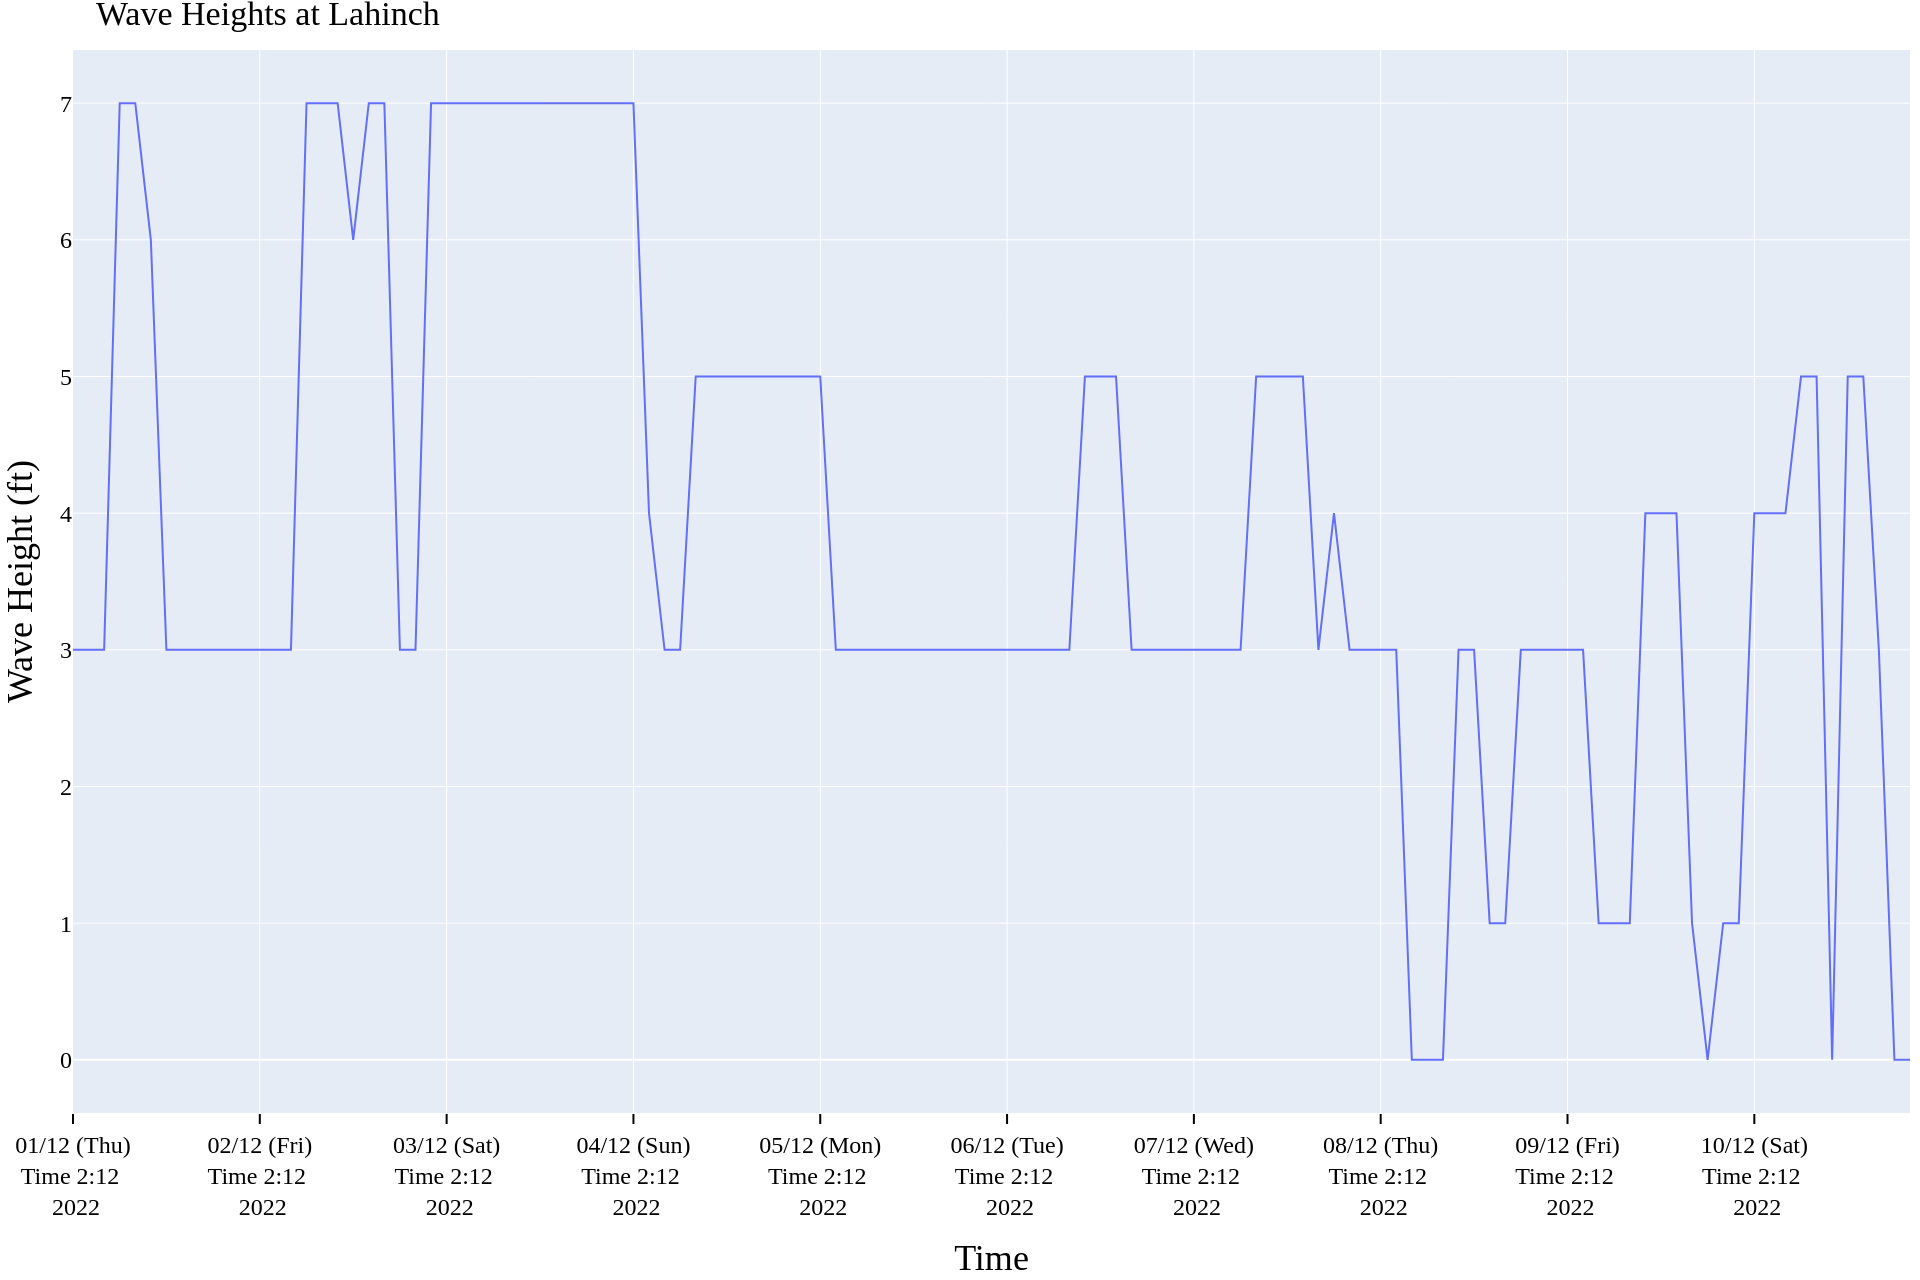 Wave Heights at Lahinch
Wave Height (ft)
7
6
5
4
3
2
1
0
01/12 (Thu)
Time 2:12
2022
02/12 (Fri)
Time 2:12
2022
03/12 (Sat)
Time 2:12
2022
04/12 (Sun)
Time 2:12
2022
05/12 (Mon)
Time 2:12
2022
06/12 (Tue)
Time 2:12
2022
07/12 (Wed)
Time 2:12
2022
08/12 (Thu)
Time 2:12
2022
09/12 (Fri)
Time 2:12
2022
10/12 (Sat)
Time 2:12
2022
Time